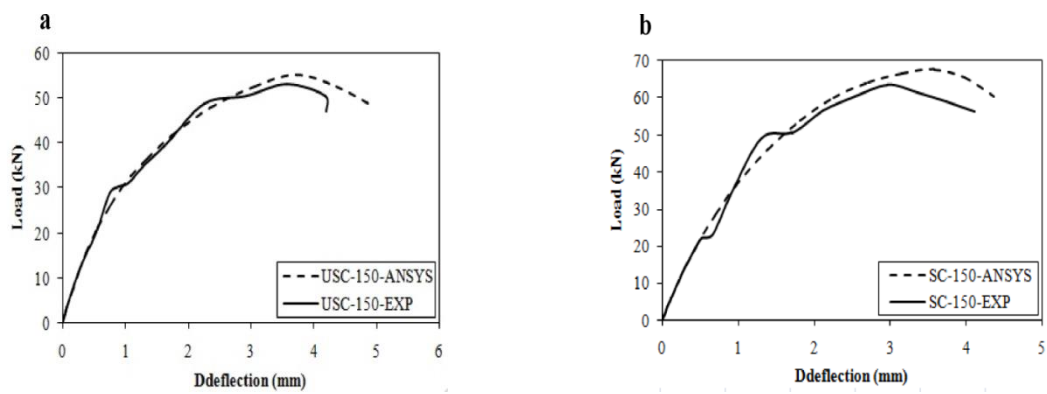 a
60
50
40
30
20
10
0
Load (kN)
0 1 2 3 4 5 6
Ddeflection (mm)
USC-150-ANSYS
USC-150-EXP
b
70
60
50
40
30
20
10
0
Load (kN)
0 1 2 3 4 5
Ddeflection (mm)
SC-150-ANSYS
SC-150-EXP